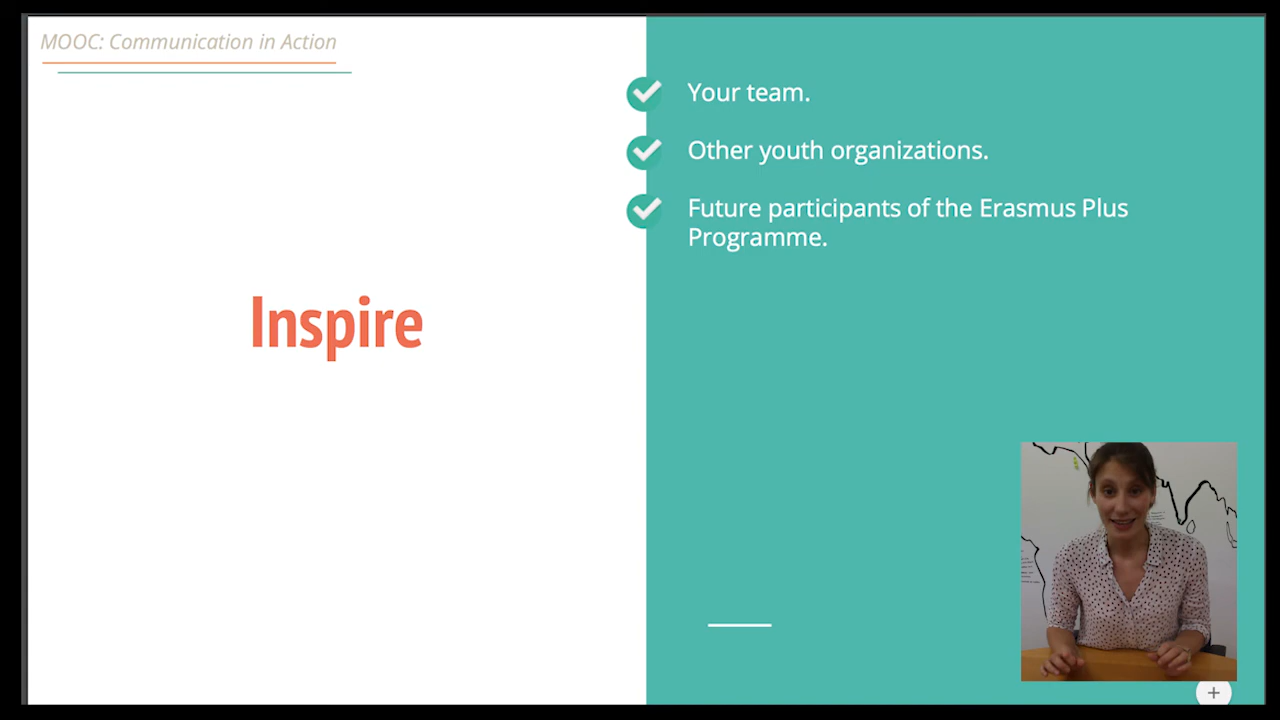 MOOC: Communication in Action
Your team.
Other youth organizations.
Future participants of the Erasmus Plus
Programme.
Inspire